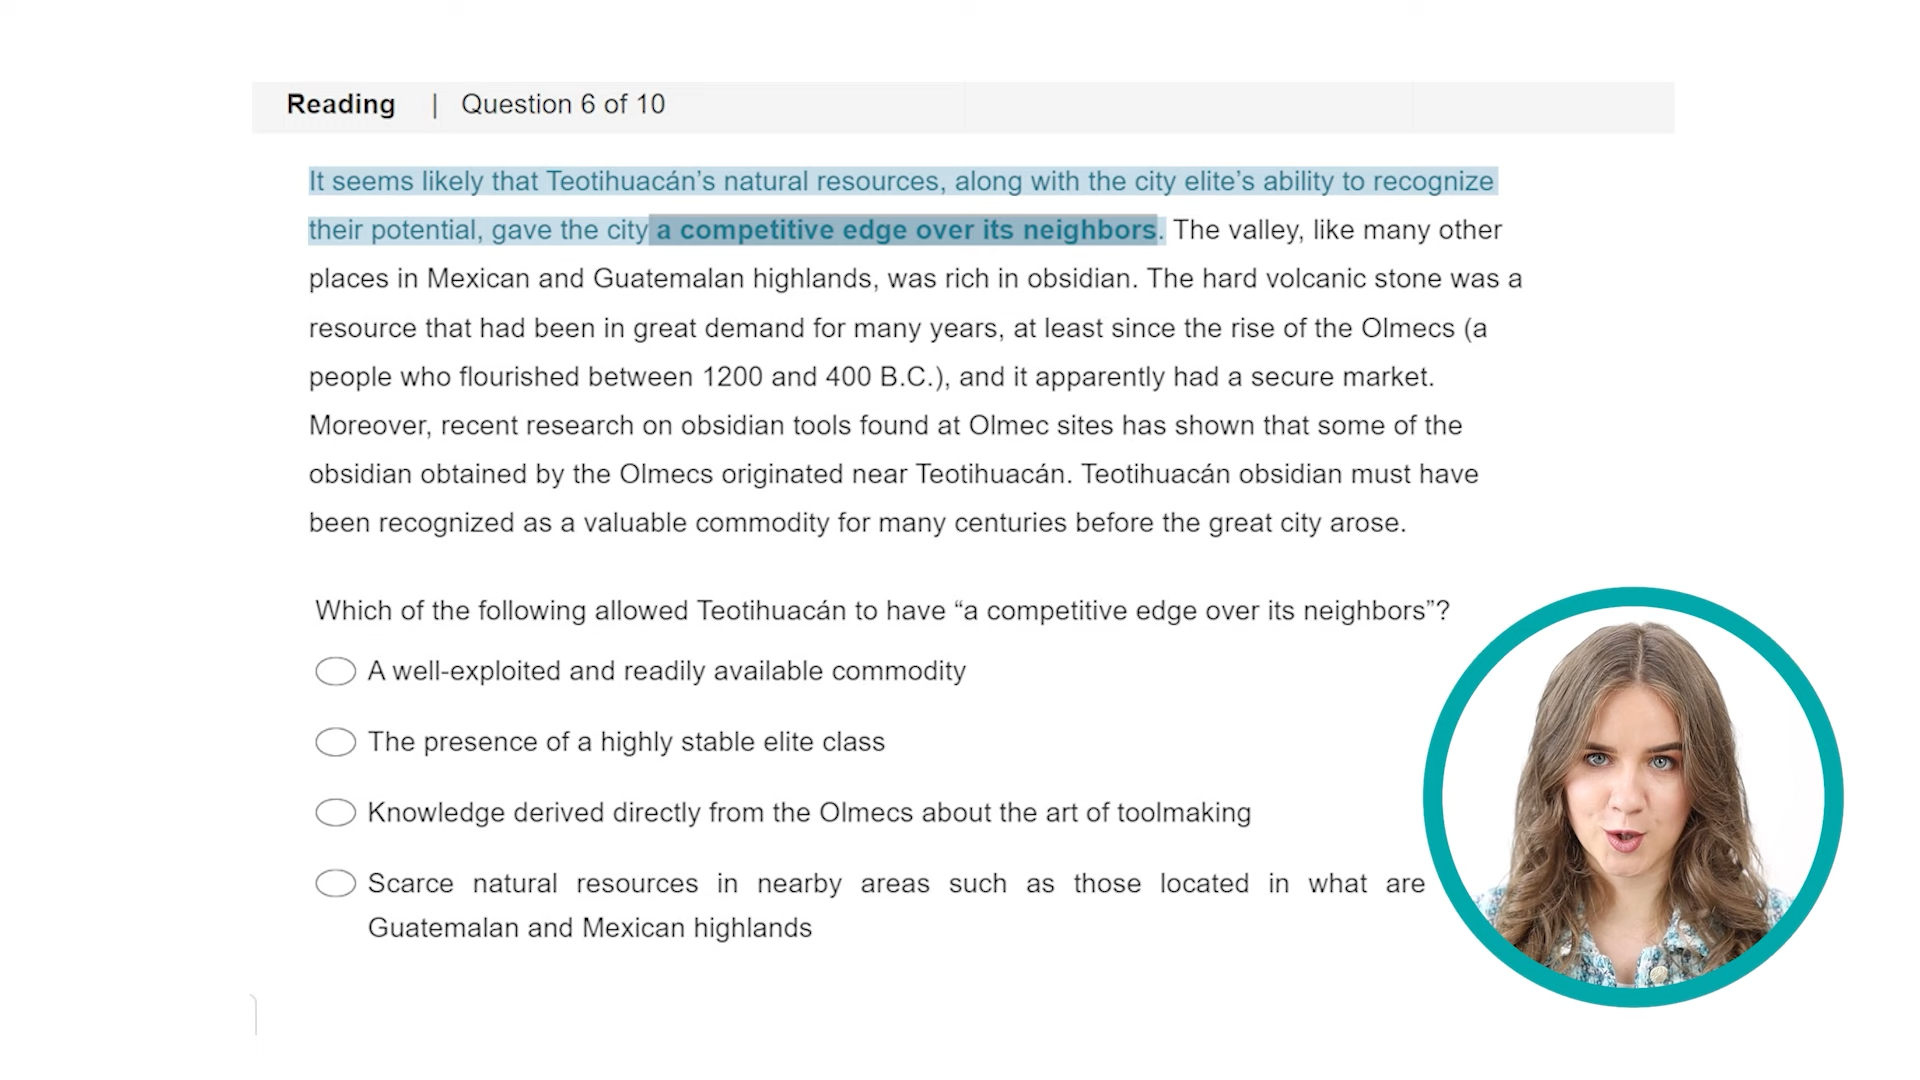 Reading | Question 6 of 10
It seems likely that Teotihuacán’s natural resources, along with the city elite’s ability to recognize
their potential, gave the city a competitive edge over its neighbors. The valley, like many other
places in Mexican and Guatemalan highlands, was rich in obsidian. The hard volcanic stone was a
resource that had been in great demand for many years, at least since the rise of the Olmecs (a
people who flourished between 1200 and 400 B.C.), and it apparently had a secure market.
Moreover, recent research on obsidian tools found at Olmec sites has shown that some of the
obsidian obtained by the Olmecs originated near Teotihuacán. Teotihuacán obsidian must have
been recognized as a valuable commodity for many centuries before the great city arose.
Which of the following allowed Teotihuacán to have “a competitive edge over its neighbors”?
A well-exploited and readily available commodity
The presence of a highly stable elite class
Knowledge derived directly from the Olmecs about the art of toolmaking
Scarce natural resources in nearby areas such as those located in what are
Guatemalan and Mexican highlands